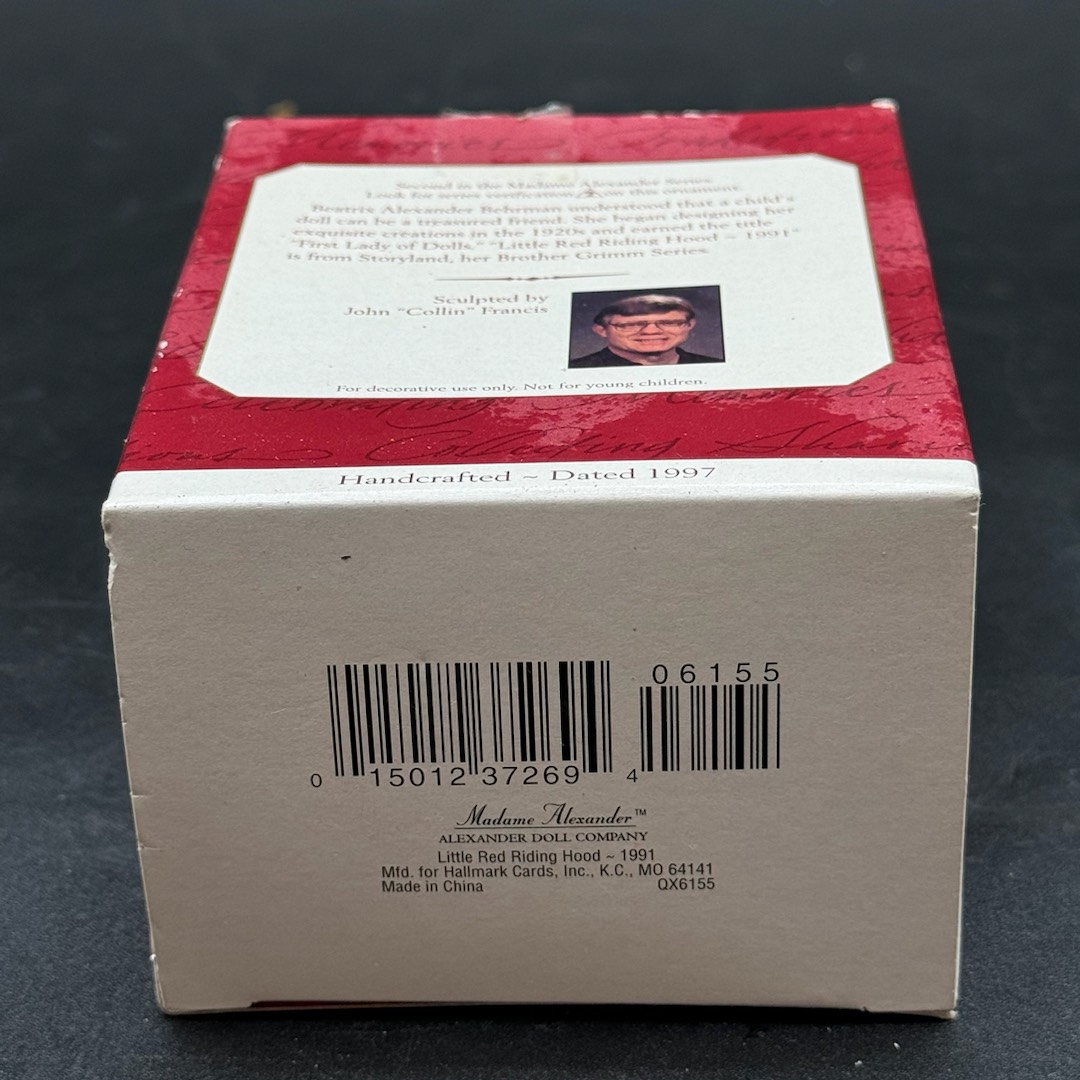 Second in the Madame Alexander Series.
Look for series verification on this ornament.
Beatrix Alexander Behrman understood that a child's
doll can be a treasured friend. She began designing her
exquisite creations in the 1920s and earned the title
"First Lady of Dolls." "Little Red Riding Hood ~ 1991"
is from Storyland, her Brother Grimm Series.
Sculpted by
John "Collin" Francis
For decorative use only. Not for young children.
Collecting
Handcrafted ~ Dated 1997
06155
0 15012 37269 4
Madame Alexander™
ALEXANDER DOLL COMPANY
Little Red Riding Hood ~ 1991
Mfd. for Hallmark Cards, Inc., K.C., MO 64141
Made in China QX6155